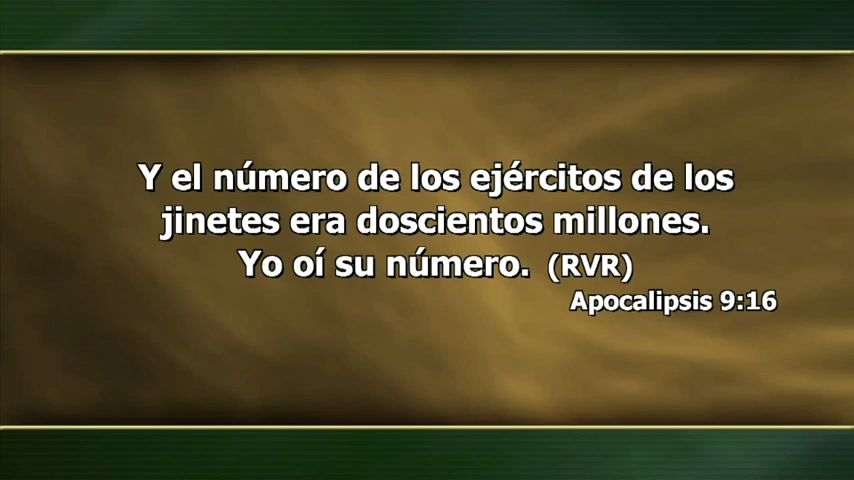 Y el número de los ejércitos de los
jinetes era doscientos millones.
Yo oí su número. (RVR)
Apocalipsis 9:16